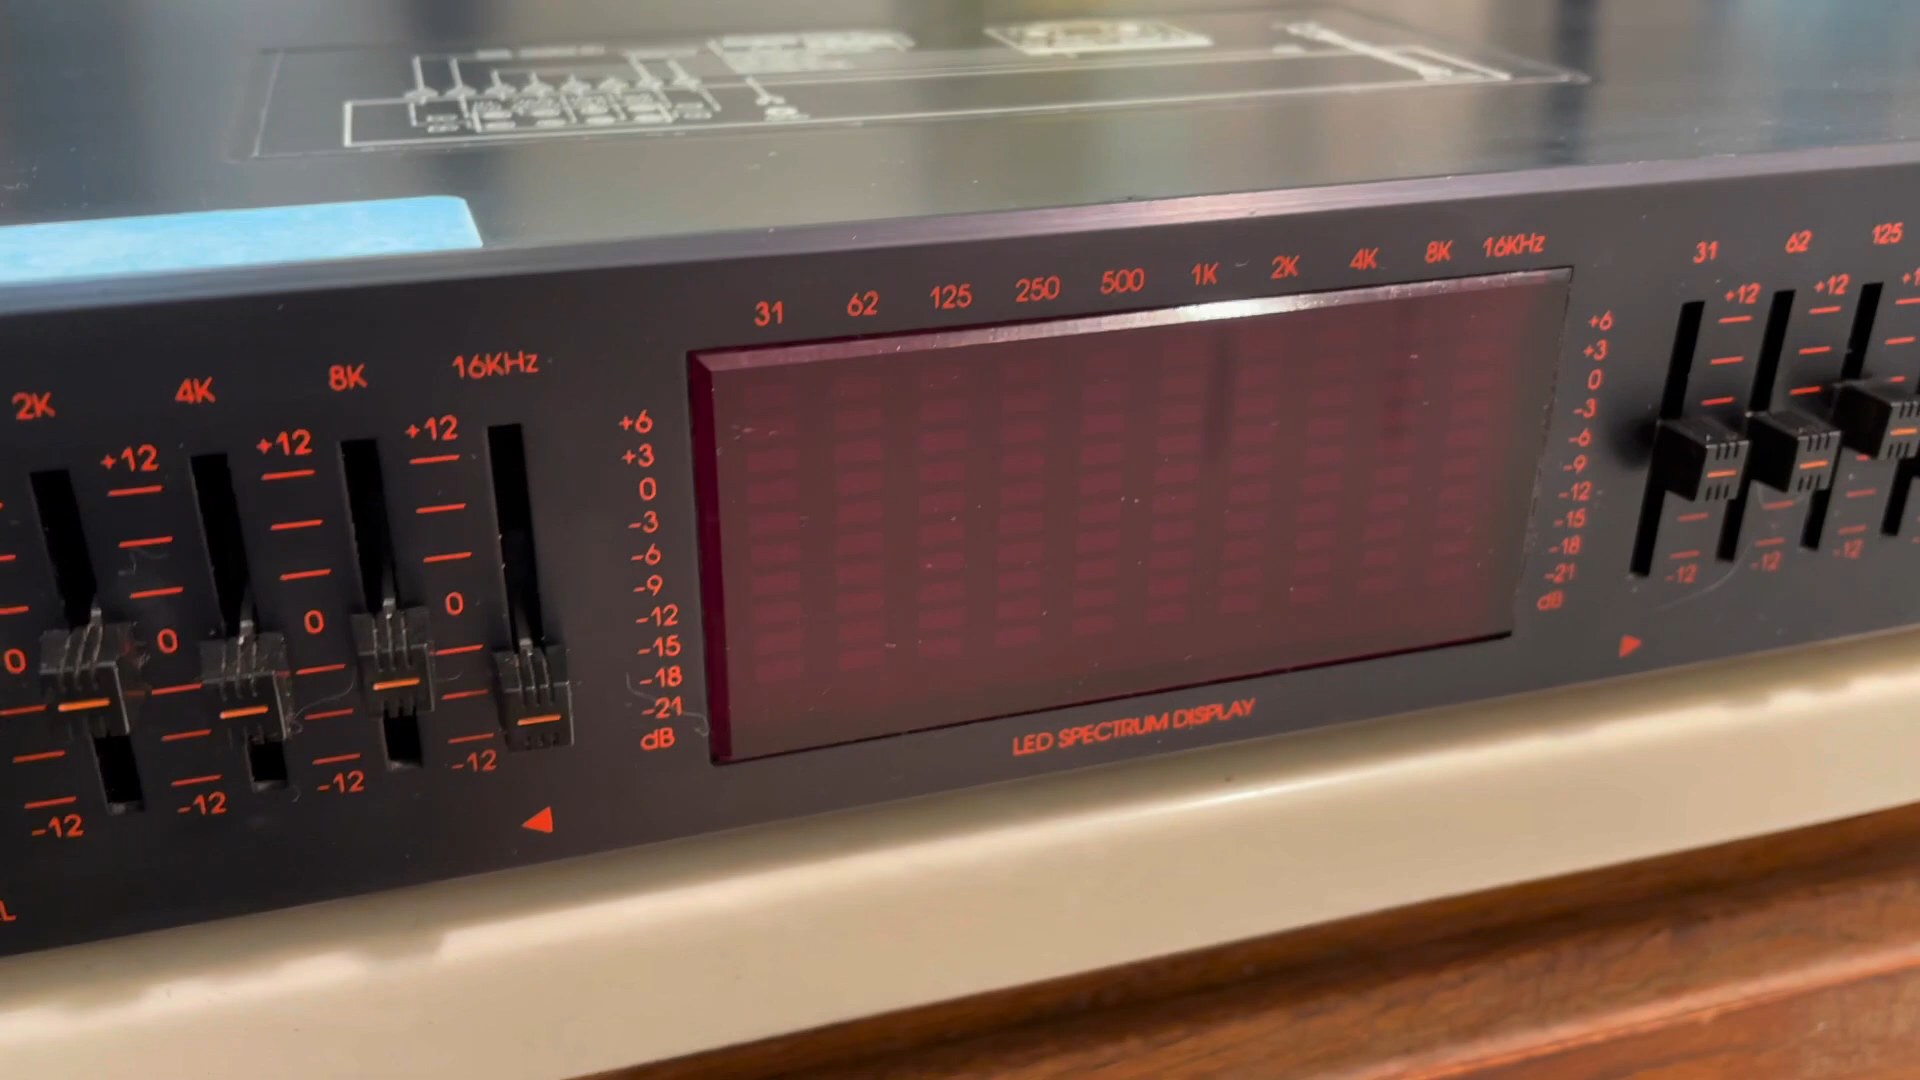 31 62 125 250 500 1K 2K 4K 8K 16KHz
2K 4K 8K 16KHz
+12 +12 +12
0 0 0 0
-12 -12 -12 -12
L
+6
+3
0
-3
-6
-9
-12
-15
-18
-21
dB
LED SPECTRUM DISPLAY
+6
+3
0
-3
-6
-9
-12
-15
-18
-21
dB
31 62 125
+12 +12 +1
-12 -12 -12